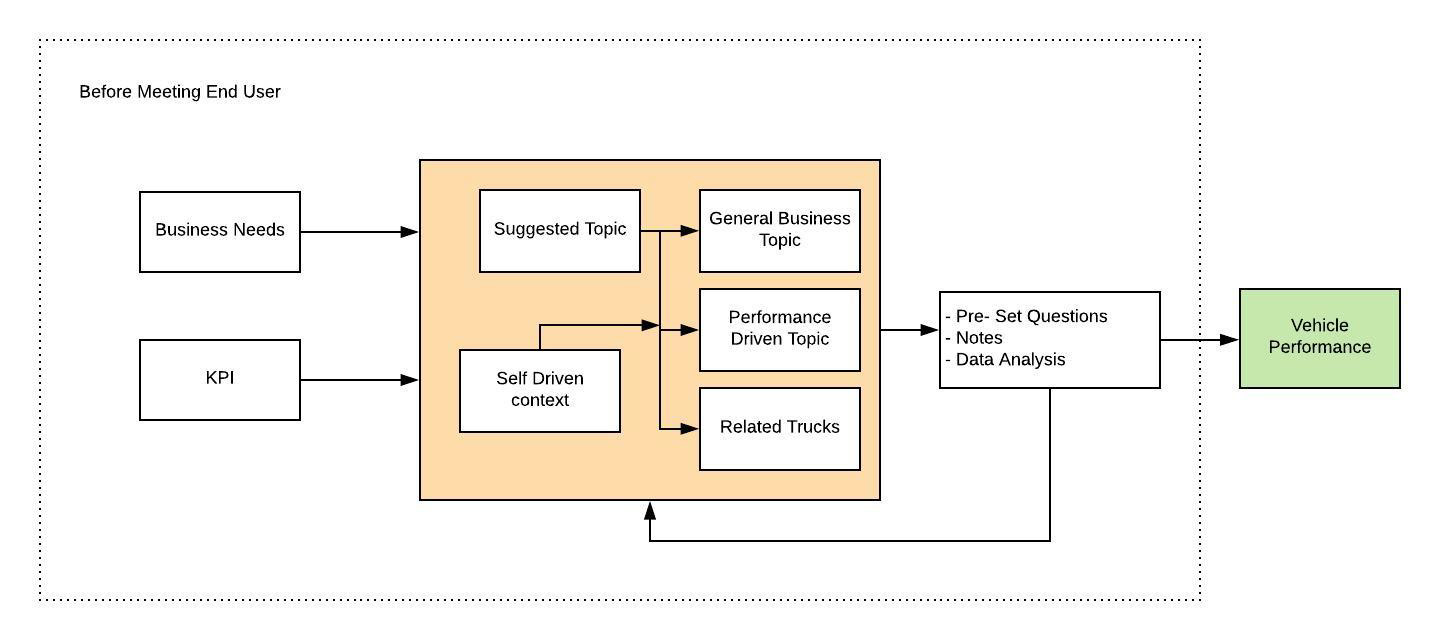 Before Meeting End User
Business Needs
KPI
Suggested Topic
Self Driven
context
General Business
Topic
Performance
Driven Topic
Related Trucks
- Pre- Set Questions
- Notes
- Data Analysis
Vehicle
Performance